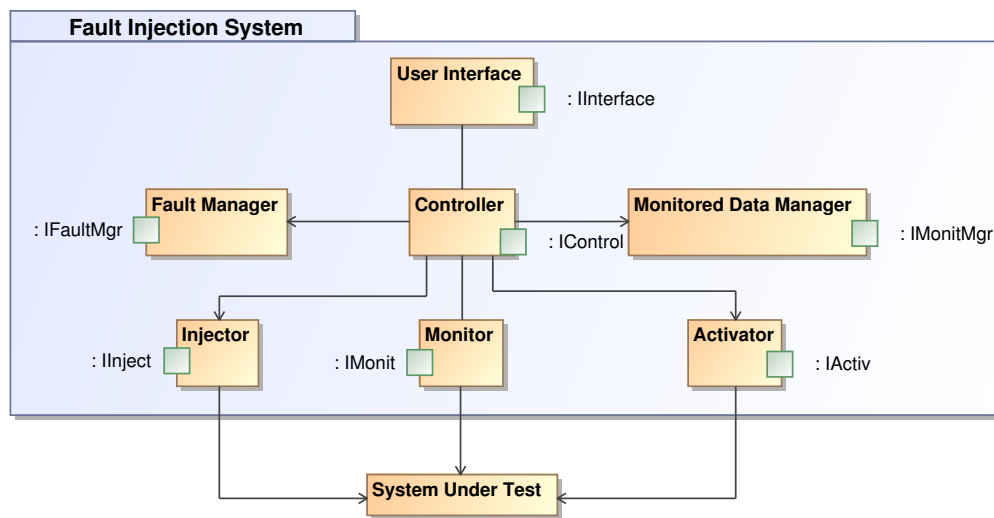 Fault Injection System
User Interface
: IInterface
Fault Manager
Controller
Monitored Data Manager
: IFaultMgr
: IControl
: IMonitMgr
Injector
Monitor
Activator
: IInject
: IMonit
: IActiv
System Under Test